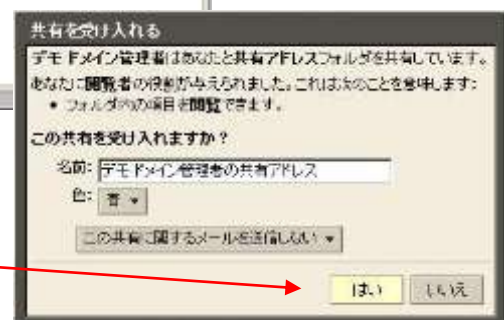 共有を受け入れる
デモ ドメイン管理者はあなたと共有アドレスフォルダを共有しています。
あなたに閲覧者の役割が与えられました。これは次のことを意味します:
• フォルダ内の項目を閲覧できます。
この共有を受け入れますか?
名前: デモ ドメイン管理者の共有アドレス
色: 青
この共有に関するメールを送信しない
はい いいえ